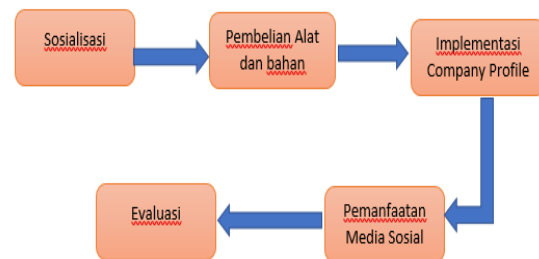 Sosialisasi
Pembelian Alat
dan bahan
Implementasi
Company Profile
Pemanfaatan
Media Sosial
Evaluasi